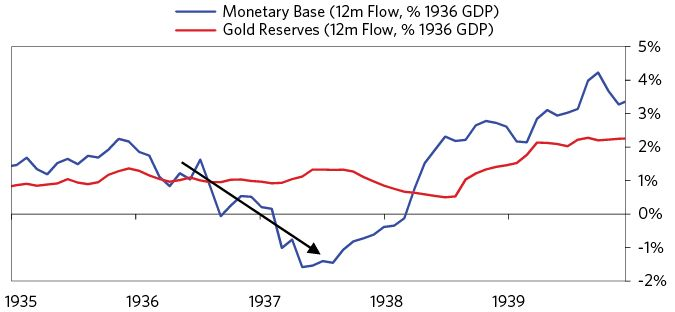 Monetary Base (12m Flow, % 1936 GDP)
Gold Reserves (12m Flow, % 1936 GDP)
5%
4%
3%
2%
1%
0%
-1%
-2%
1935 1936 1937 1938 1939